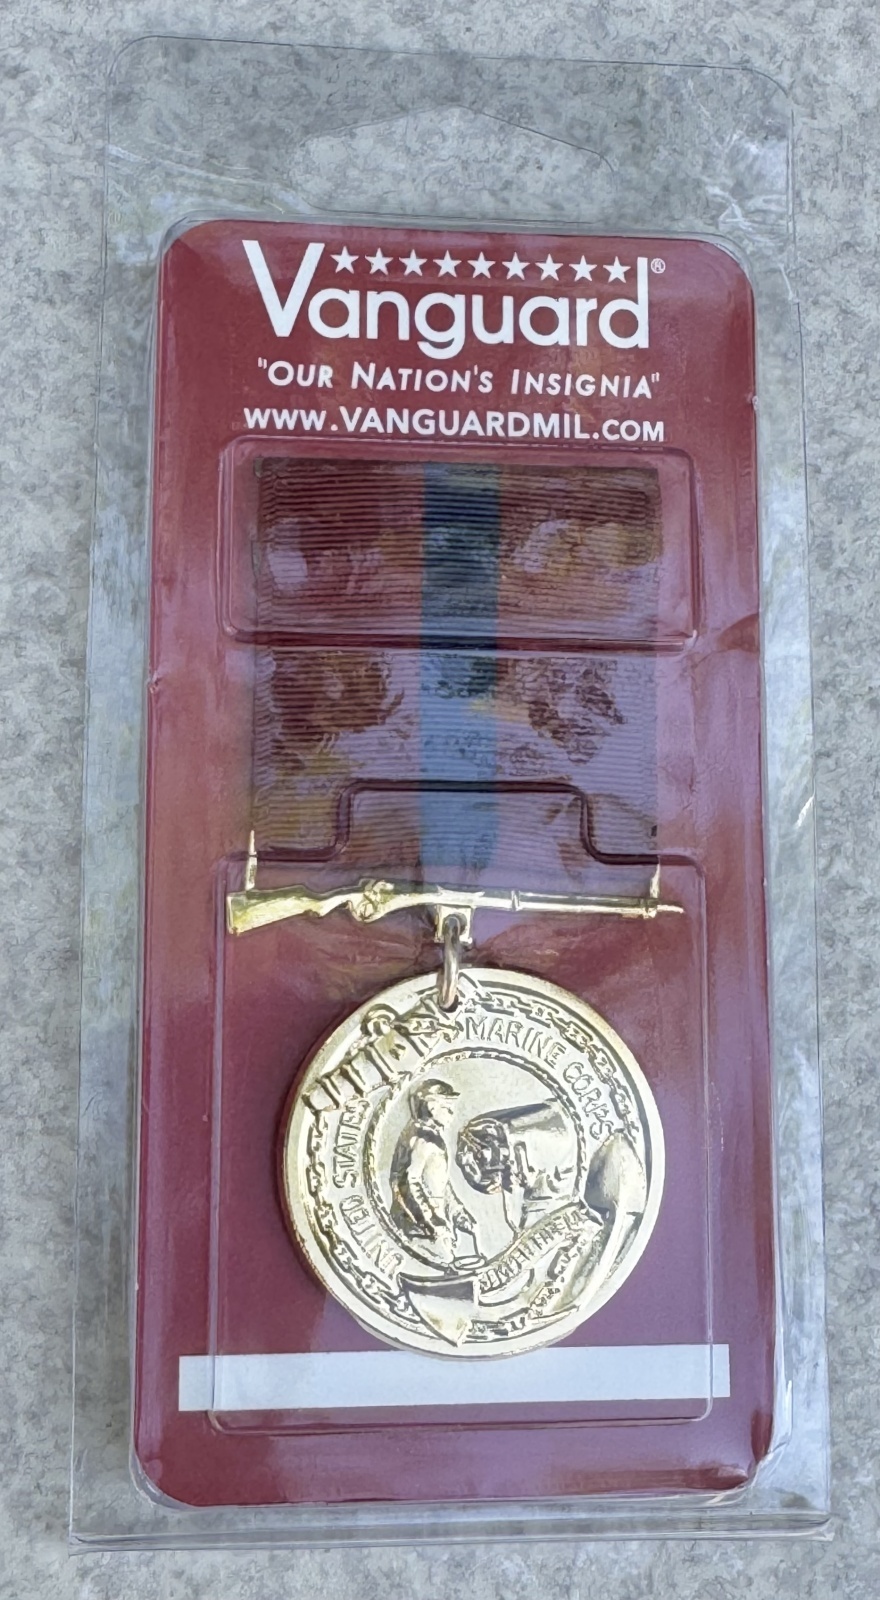 Vanguard®
"OUR NATION'S INSIGNIA"
WWW.VANGUARDMIL.COM
UNITED STATES MARINE CORPS